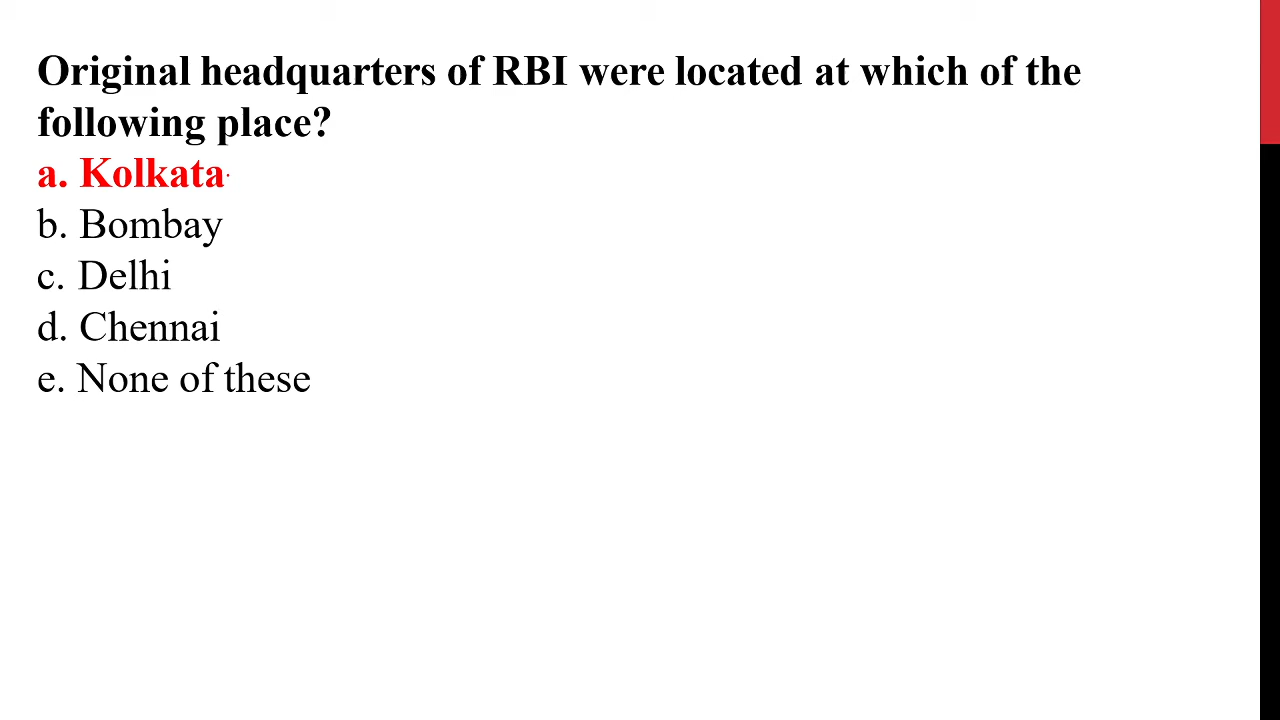 Original headquarters of RBI were located at which of the
following place?
a. Kolkata
b. Bombay
c. Delhi
d. Chennai
e. None of these